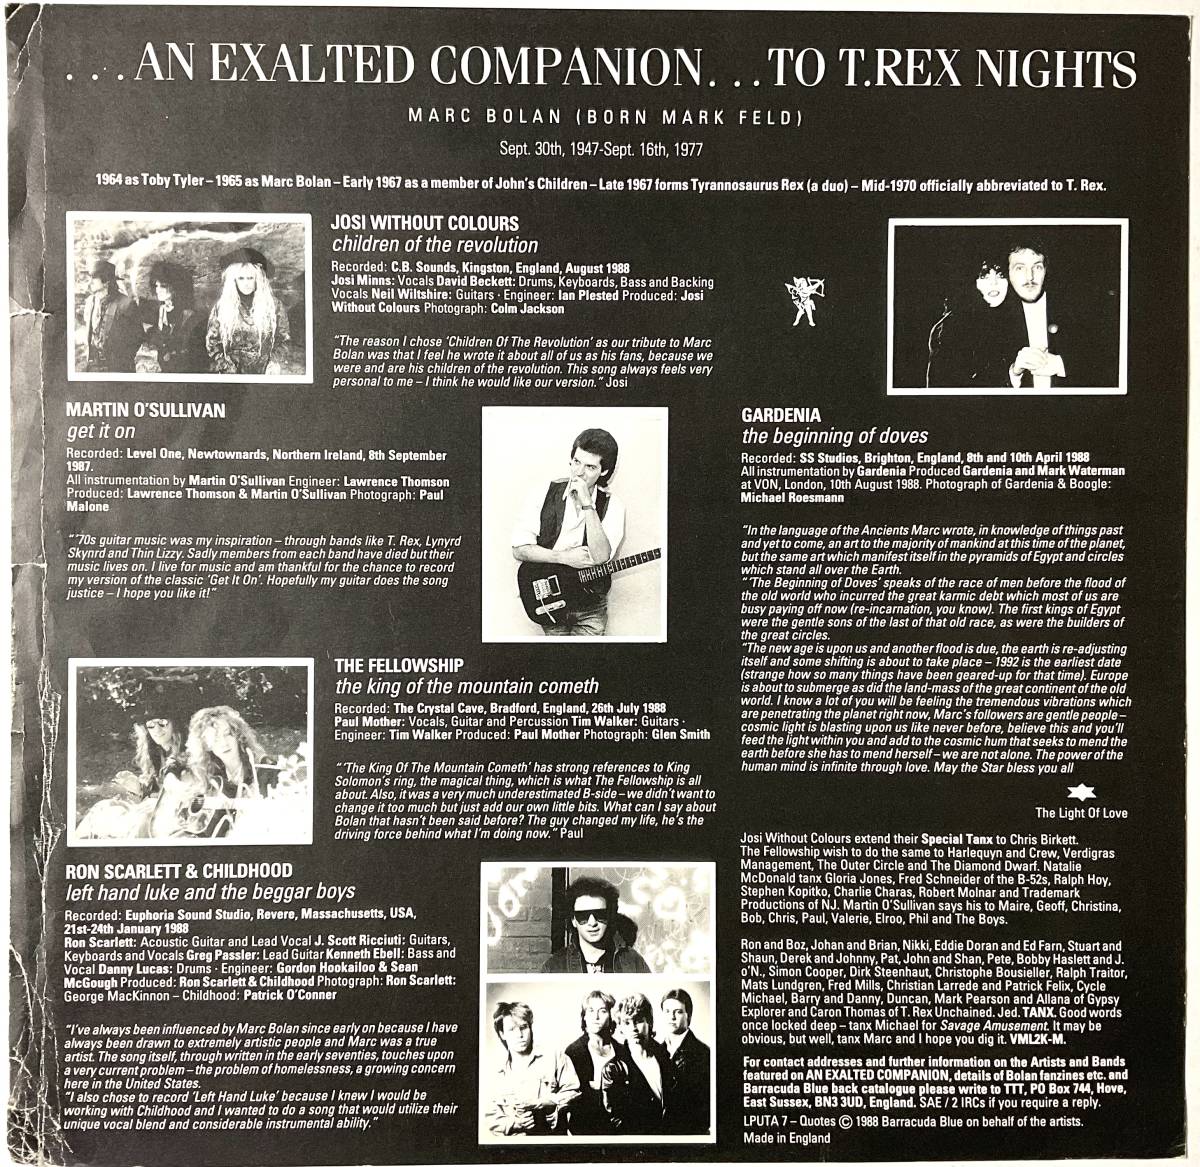 ...AN EXALTED COMPANION...TO T.REX NIGHTS
MARC BOLAN (BORN MARK FELD)
Sept. 30th, 1947-Sept. 16th, 1977
1964 as Toby Tyler – 1965 as Marc Bolan – Early 1967 as a member of John's Children – Late 1967 forms Tyrannosaurus Rex (a duo) – Mid-1970 officially abbreviated to T. Rex.
JOSI WITHOUT COLOURS
children of the revolution
Recorded: C.B. Sounds, Kingston, England, August 1988
Josi Minns: Vocals David Beckett: Drums, Keyboards, Bass and Backing
Vocals Neil Wiltshire: Guitars · Engineer: Ian Plested Produced: Josi
Without Colours Photograph: Colm Jackson
"The reason I chose 'Children Of The Revolution' as our tribute to Marc
Bolan was that I feel he wrote it about all of us as his fans, because we
were and are his children of the revolution. This song always feels very
personal to me – I think he would like our version." Josi
MARTIN O'SULLIVAN
get it on
Recorded: Level One, Newtownards, Northern Ireland, 8th September
1987.
All instrumentation by Martin O'Sullivan Engineer: Lawrence Thomson
Produced: Lawrence Thomson & Martin O'Sullivan Photograph: Paul
Malone
"'70s guitar music was my inspiration – through bands like T. Rex, Lynyrd
Skynrd and Thin Lizzy. Sadly members from each band have died but their
music lives on. I live for music and am thankful for the chance to record
my version of the classic 'Get It On'. Hopefully my guitar does the song
justice – I hope you like it!"
THE FELLOWSHIP
the king of the mountain cometh
Recorded: The Crystal Cave, Bradford, England, 26th July 1988
Paul Mother: Vocals, Guitar and Percussion Tim Walker: Guitars ·
Engineer: Tim Walker Produced: Paul Mother Photograph: Glen Smith
"'The King Of The Mountain Cometh' has strong references to King
Solomon's ring, the magical thing, which is what The Fellowship is all
about. Also, it was a very much underestimated B-side – we didn't want to
change it too much but just add our own little bits. What can I say about
Bolan that hasn't been said before? The guy changed my life, he's the
driving force behind what I'm doing now." Paul
RON SCARLETT & CHILDHOOD
left hand luke and the beggar boys
Recorded: Euphoria Sound Studio, Revere, Massachusetts, USA,
21st-24th January 1988
Ron Scarlett: Acoustic Guitar and Lead Vocal J. Scott Ricciuti: Guitars,
Keyboards and Vocals Greg Passler: Lead Guitar Kenneth Ebell: Bass and
Vocal Danny Lucas: Drums · Engineer: Gordon Hookailoo & Sean
McGough Produced: Ron Scarlett & Childhood Photograph: Ron Scarlett:
George MacKinnon – Childhood: Patrick O'Conner
"I've always been influenced by Marc Bolan since early on because I have
always been drawn to extremely artistic people and Marc was a true
artist. The song itself, through written in the early seventies, touches upon
a very current problem – the problem of homelessness, a growing concern
here in the United States.
"I also chose to record 'Left Hand Luke' because I knew I would be
working with Childhood and I wanted to do a song that would utilize their
unique vocal blend and considerable instrumental ability."
GARDENIA
the beginning of doves
Recorded: SS Studios, Brighton, England, 8th and 10th April 1988
All instrumentation by Gardenia Produced Gardenia and Mark Waterman
at VON, London, 10th August 1988. Photograph of Gardenia & Boogle:
Michael Roesmann
"In the language of the Ancients Marc wrote, in knowledge of things past
and yet to come, an art to the majority of mankind at this time of the planet,
but the same art which manifest itself in the pyramids of Egypt and circles
which stand all over the Earth.
"'The Beginning of Doves' speaks of the race of men before the flood of
the old world who incurred the great karmic debt which most of us are
busy paying off now (re-incarnation, you know). The first kings of Egypt
were the gentle sons of the last of that old race, as were the builders of
the great circles.
"The new age is upon us and another flood is due, the earth is re-adjusting
itself and some shifting is about to take place – 1992 is the earliest date
(strange how so many things have been geared-up for that time). Europe
is about to submerge as did the land-mass of the great continent of the old
world. I know a lot of you will be feeling the tremendous vibrations which
are penetrating the planet right now, Marc's followers are gentle people –
cosmic light is blasting upon us like never before, believe this and you'll
feed the light within you and add to the cosmic hum that seeks to mend the
earth before she has to mend herself – we are not alone. The power of the
human mind is infinite through love. May the Star bless you all
The Light Of Love
Josi Without Colours extend their Special Tanx to Chris Birkett.
The Fellowship wish to do the same to Harlequyn and Crew, Verdigras
Management, The Outer Circle and The Diamond Dwarf. Natalie
McDonald tanx Gloria Jones, Fred Schneider of the B-52s, Ralph Hoy,
Stephen Kopitko, Charlie Charas, Robert Molnar and Trademark
Productions of NJ. Martin O'Sullivan says his to Maire, Geoff, Christina,
Bob, Chris, Paul, Valerie, Elroo, Phil and The Boys.
Ron and Boz, Johan and Brian, Nikki, Eddie Doran and Ed Farn, Stuart and
Shaun, Derek and Johnny, Pat, John and Shan, Pete, Bobby Haslett and J.
o'N., Simon Cooper, Dirk Steenhaut, Christophe Bousieller, Ralph Traitor,
Mats Lundgren, Fred Mills, Christian Larrede and Patrick Felix, Cycle
Michael, Barry and Danny, Duncan, Mark Pearson and Allana of Gypsy
Explorer and Caron Thomas of T. Rex Unchained. Jed. TANX. Good words
once locked deep – tanx Michael for Savage Amusement. It may be
obvious, but well, tanx Marc and I hope you dig it. VML2K-M.
For contact addresses and further information on the Artists and Bands
featured on AN EXALTED COMPANION, details of Bolan fanzines etc. and
Barracuda Blue back catalogue please write to TTT, PO Box 744, Hove,
East Sussex, BN3 3UD, England. SAE / 2 IRCs if you require a reply.
LPUTA 7 – Quotes © 1988 Barracuda Blue on behalf of the artists.
Made in England